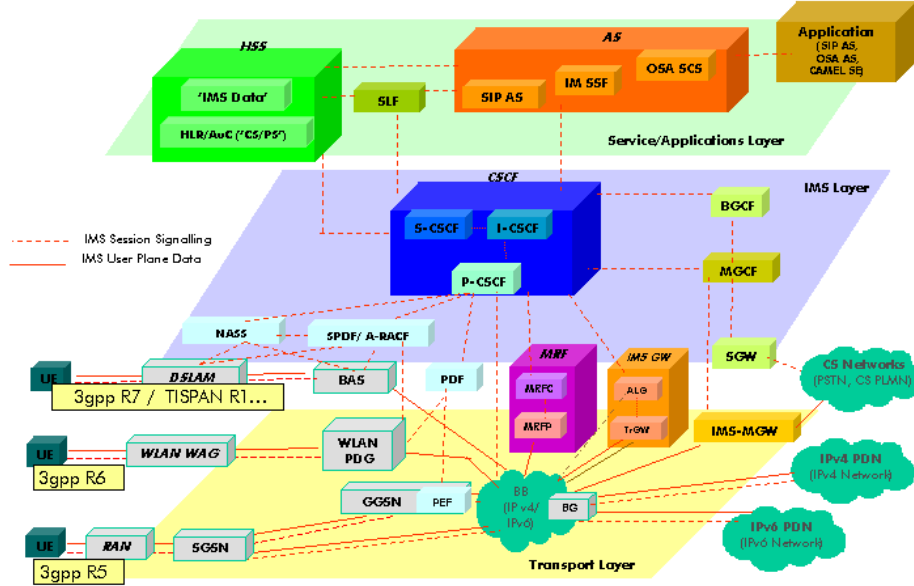 HSS
AS
Application
(SIP AS,
OSA AS,
CAMEL SE)
OSA SCS
IM SSF
'IMS Data'
SIP AS
SLF
HLR/AuC ('CS/PS')
Service/Applications Layer
CSCF
IMS Layer
BGCF
S-CSCF
I-CSCF
IMS Session Signalling
IMS User Plane Data
MGCF
P-CSCF
NASS
SPDF/ A-RACF
MRF
IMS GW
SGW
CS Networks
(PSTN, CS PLMN)
UE
DSLAM
BAS
PDF
MRFC
ALG
3gpp R7 / TISPAN R1...
MRFP
TrGW
IMS-MGW
UE
WLAN WAG
WLAN
PDG
IPv4 PDN
(IPv4 Network)
3gpp R6
GGSN
PEF
BB
(IP v4/
IPv6)
BG
IPv6 PDN
(IPv6 Network)
UE
RAN
SGSN
3gpp R5
Transport Layer